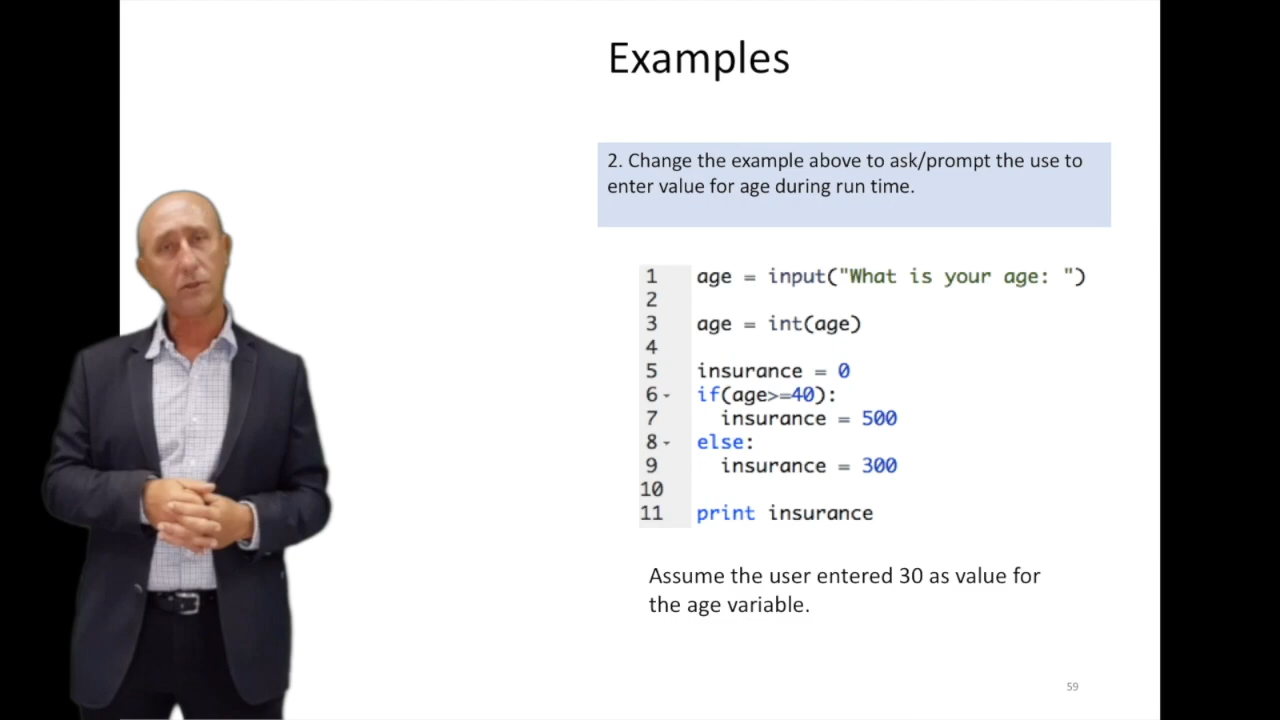 Examples
2. Change the example above to ask/prompt the use to
enter value for age during run time.
1 age = input("What is your age: ")
2
3 age = int(age)
4
5 insurance = 0
6 if(age>=40):
7 insurance = 500
8 else:
9 insurance = 300
10
11 print insurance
Assume the user entered 30 as value for
the age variable.
59